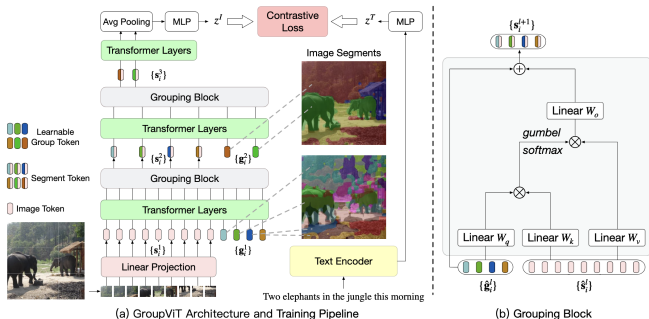 Avg Pooling
MLP
z^I
Contrastive
Loss
z^T
MLP
Transformer Layers
{s_i^3}
Image Segments
Grouping Block
Learnable
Group Token
Transformer Layers
{s_i^2}
{g_i^2}
Segment Token
Grouping Block
Image Token
Transformer Layers
{s_i^1}
{g_i^1}
Linear Projection
Text Encoder
Two elephants in the jungle this morning
(a) GroupViT Architecture and Training Pipeline
{s_i^{l+1}}
Linear W_o
gumbel
softmax
Linear W_q
Linear W_k
Linear W_v
{ĝ_i^l}
{ŝ_i^l}
(b) Grouping Block